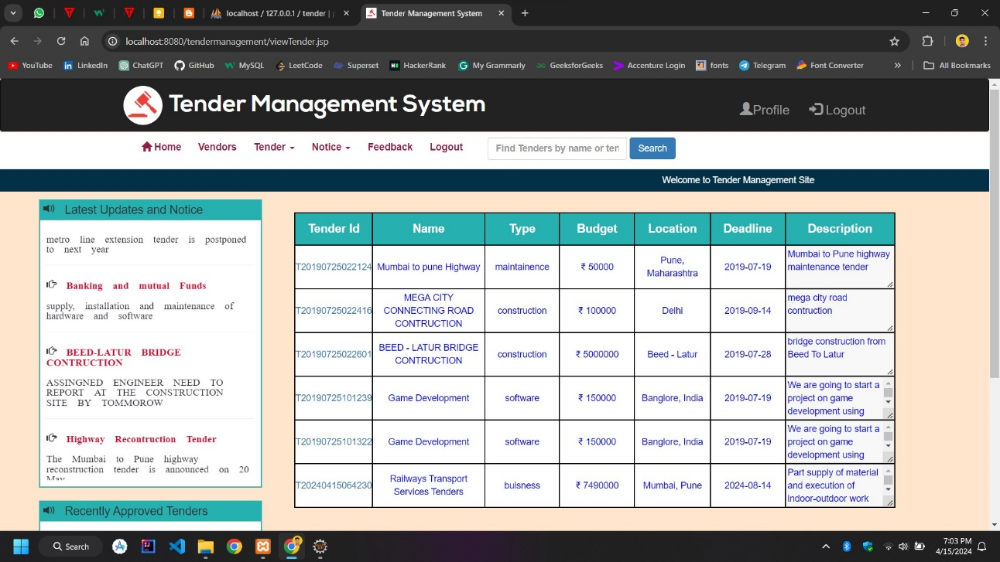 localhost / 127.0.0.1 / tender |
Tender Management System
localhost:8080/tendermanagement/viewTender.jsp
YouTube LinkedIn ChatGPT GitHub MySQL LeetCode Superset HackerRank My Grammarly GeeksforGeeks Accenture Login fonts Telegram Font Converter » All Bookmarks
Tender Management System
Profile Logout
Home Vendors Tender Notice Feedback Logout Find Tenders by name or ten Search
Welcome to Tender Management Site
Latest Updates and Notice
metro line extension tender is postponed
to next year
Banking and mutual Funds
supply, installation and maintenance of
hardware and software
BEED-LATUR BRIDGE
CONTRUCTION
ASSINGNED ENGINEER NEED TO
REPORT AT THE CONSTRUCTION
SITE BY TOMMOROW
Highway Recontruction Tender
The Mumbai to Pune highway
reconstruction tender is announced on 20
May
Recently Approved Tenders
Tender Id Name Type Budget Location Deadline Description
T20190725022124 Mumbai to pune Highway maintainence ₹ 50000 Pune,
Maharashtra 2019-07-19 Mumbai to Pune highway
maintenance tender
T20190725022416 MEGA CITY
CONNECTING ROAD
CONTRUCTION construction ₹ 100000 Delhi 2019-09-14 mega city road
contruction
T20190725022601 BEED - LATUR BRIDGE
CONTRUCTION construction ₹ 5000000 Beed - Latur 2019-07-28 bridge construction from
Beed To Latur
T20190725101239 Game Development software ₹ 150000 Banglore, India 2019-07-19 We are going to start a
project on game
development using
T20190725101322 Game Development software ₹ 150000 Banglore, India 2019-07-19 We are going to start a
project on game
development using
T20240415064230 Railways Transport
Services Tenders buisness ₹ 7490000 Mumbai, Pune 2024-08-14 Part supply of material
and execution of
indoor-outdoor work
Search
7:03 PM
4/15/2024